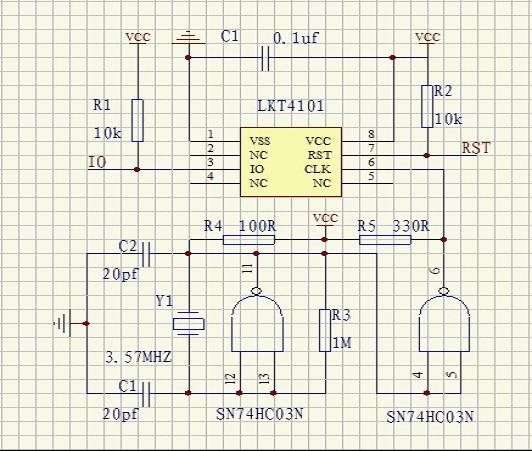 C1 0.1uf
VCC
VCC
R1
10k
LKT4101
R2
10k
IO
RST
1 VSS VCC 8
2 NC RST 7
3 IO CLK 6
4 NC NC 5
R4 100R
VCC
R5 330R
C2
20pf
11
6
Y1
R3
1M
3.57MHZ
12
13
4
5
C1
20pf
SN74HC03N
SN74HC03N